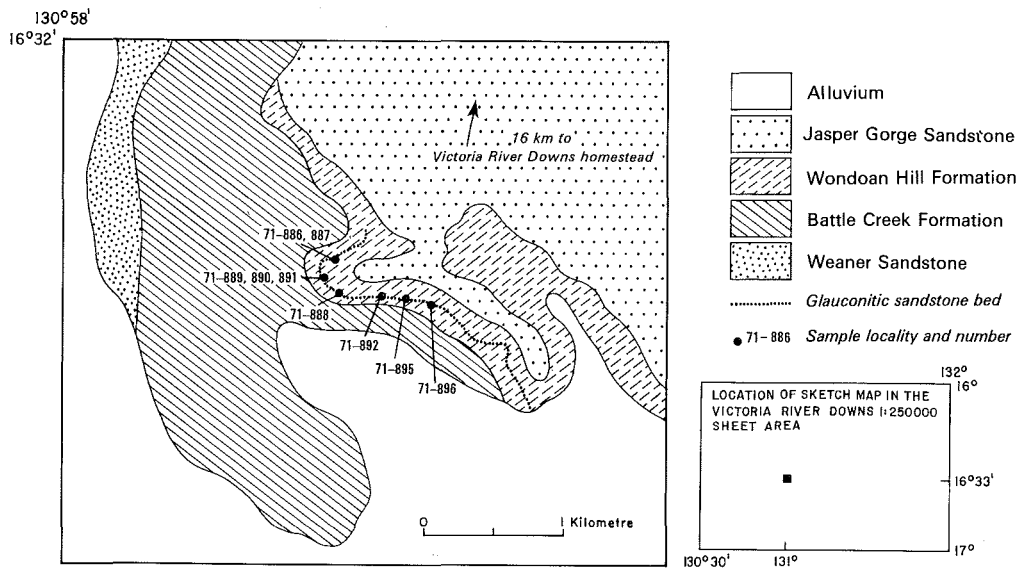 130°58'
16°32'
16 km to
Victoria River Downs homestead
71-886, 887
71-889, 890, 891
71-888
71-892
71-895
71-896
0 1 Kilometre
Alluvium
Jasper Gorge Sandstone
Wondoan Hill Formation
Battle Creek Formation
Weaner Sandstone
Glauconitic sandstone bed
71-886 Sample locality and number
132°
16°
LOCATION OF SKETCH MAP IN THE
VICTORIA RIVER DOWNS 1:250000
SHEET AREA
16°33'
17°
130°30' 131°